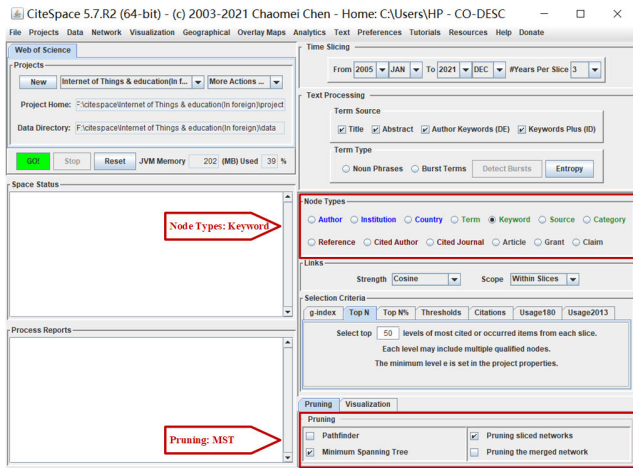 CiteSpace 5.7.R2 (64-bit) - (c) 2003-2021 Chaomei Chen - Home: C:\Users\HP - CO-DESC
File Projects Data Network Visualization Geographical Overlay Maps Analytics Text Preferences Tutorials Resources Help Donate
Web of Science
Projects
New Internet of Things & education(In f... More Actions ...
Project Home: F:\citespace\Internet of Things & education(In foreign)\project
Data Directory: F:\citespace\Internet of Things & education(In foreign)\data
GO! Stop Reset JVM Memory 202 (MB) Used 39 %
Space Status
Node Types: Keyword
Process Reports
Pruning: MST
Time Slicing
From 2005 JAN To 2021 DEC #Years Per Slice 3
Text Processing
Term Source
Title Abstract Author Keywords (DE) Keywords Plus (ID)
Term Type
Noun Phrases Burst Terms Detect Bursts Entropy
Node Types
Author Institution Country Term Keyword Source Category
Reference Cited Author Cited Journal Article Grant Claim
Links
Strength Cosine Scope Within Slices
Selection Criteria
g-index Top N Top N% Thresholds Citations Usage180 Usage2013
Select top 50 levels of most cited or occurred items from each slice.
Each level may include multiple qualified nodes.
The minimum level e is set in the project properties.
Pruning Visualization
Pruning
Pathfinder Pruning sliced networks
Minimum Spanning Tree Pruning the merged network